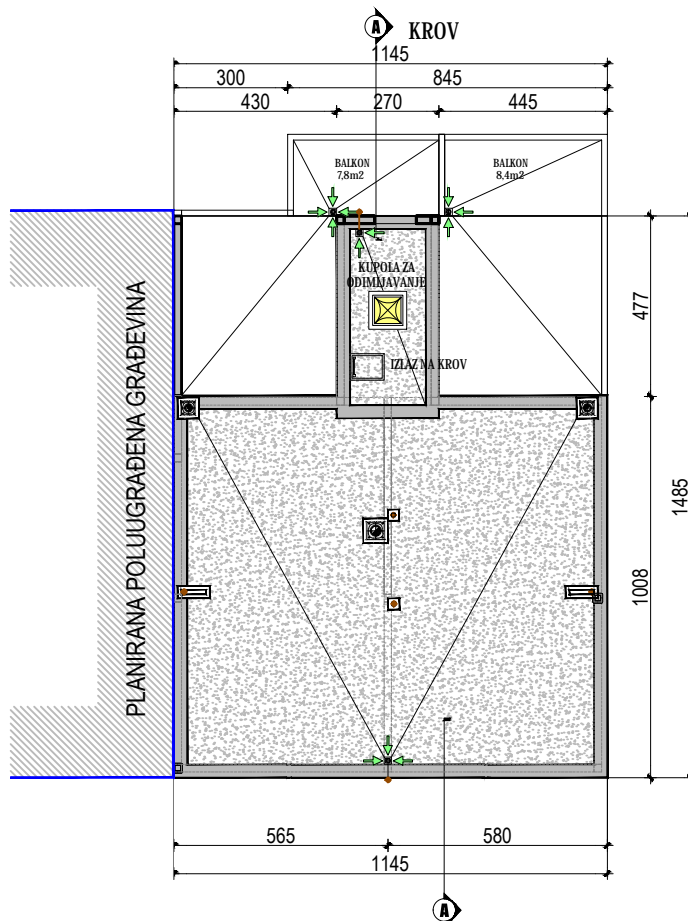 A
KROV
1145
300
845
430
270
445
BALKON
7,8m2
BALKON
8,4m2
KUPOLA ZA
ODIMLJAVANJE
IZLAZ NA KROV
477
1008
1485
PLANIRANA POLUUGRAĐENA GRAĐEVINA
565
580
1145
A